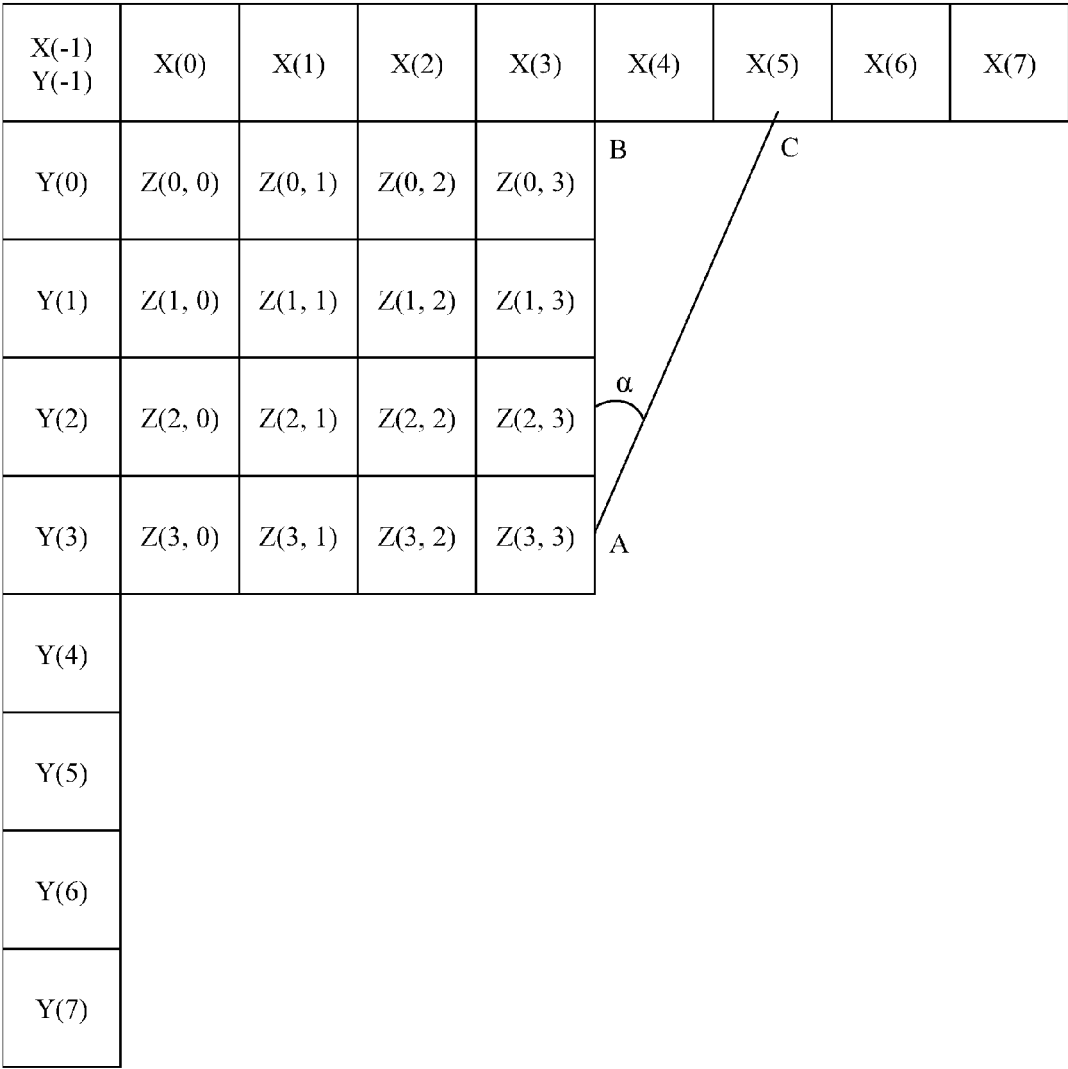 X(-1)
Y(-1)
X(0) X(1) X(2) X(3) X(4) X(5) X(6) X(7)
Y(0) Z(0, 0) Z(0, 1) Z(0, 2) Z(0, 3) B C
Y(1) Z(1, 0) Z(1, 1) Z(1, 2) Z(1, 3)
Y(2) Z(2, 0) Z(2, 1) Z(2, 2) Z(2, 3) α
Y(3) Z(3, 0) Z(3, 1) Z(3, 2) Z(3, 3) A
Y(4)
Y(5)
Y(6)
Y(7)